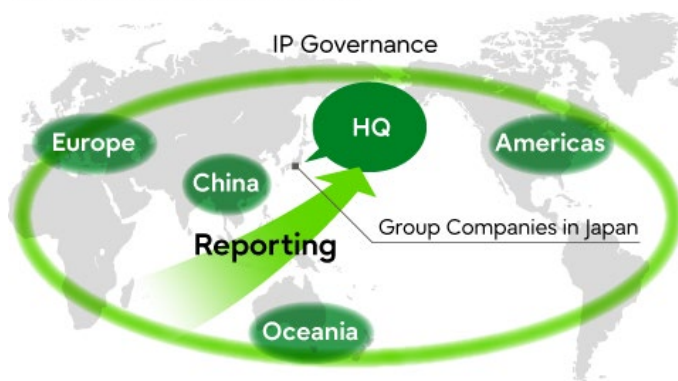 IP Governance
HQ
Europe
Americas
China
Group Companies in Japan
Reporting
Oceania